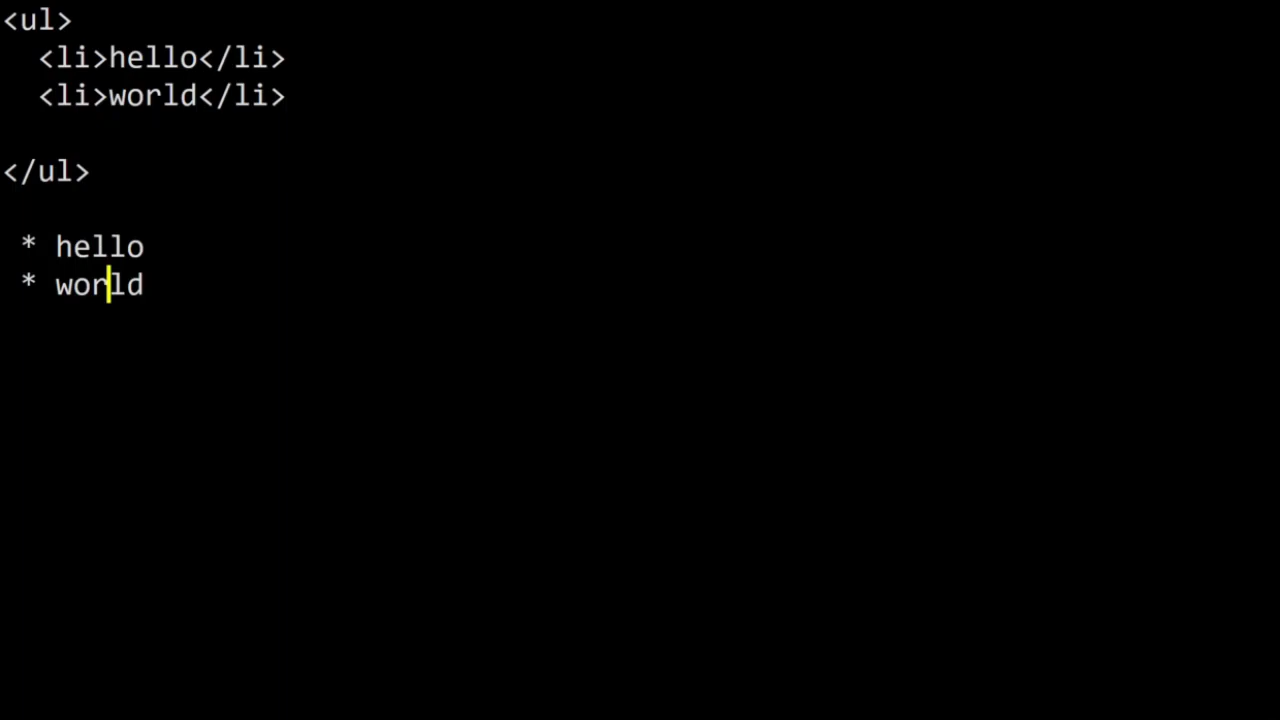 <ul>
  <li>hello</li>
  <li>world</li>

</ul>

 * hello
 * world